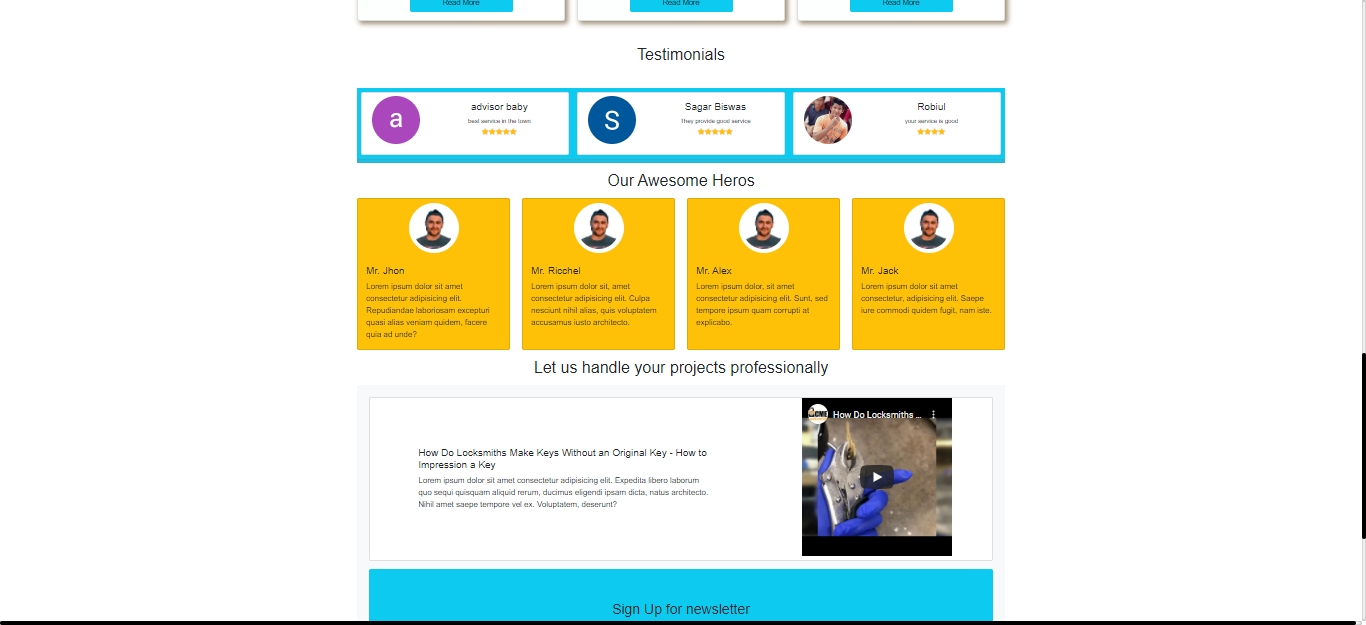 Read More
Read More
Read More
Testimonials
a
advisor baby
best service in the town
S
Sagar Biswas
They provide good service
Robiul
your service is good
Our Awesome Heros
Mr. Jhon
Lorem ipsum dolor sit amet
consectetur adipisicing elit.
Repudiandae laboriosam excepturi
quasi alias veniam quidem, facere
quia ad unde?
Mr. Ricchel
Lorem ipsum dolor sit, amet
consectetur adipisicing elit. Culpa
nesciunt nihil alias, quis voluptatem
accusamus iusto architecto.
Mr. Alex
Lorem ipsum dolor, sit amet
consectetur adipisicing elit. Sunt, sed
tempore ipsum quam corrupti at
explicabo.
Mr. Jack
Lorem ipsum dolor sit amet
consectetur, adipisicing elit. Saepe
iure commodi quidem fugit, nam iste.
Let us handle your projects professionally
How Do Locksmiths Make Keys Without an Original Key - How to
Impression a Key
Lorem ipsum dolor sit amet consectetur adipisicing elit. Expedita libero laborum
quo sequi quisquam aliquid rerum, ducimus eligendi ipsam dicta, natus architecto.
Nihil amet saepe tempore vel ex. Voluptatem, deserunt?
How Do Locksmiths ...
Sign Up for newsletter